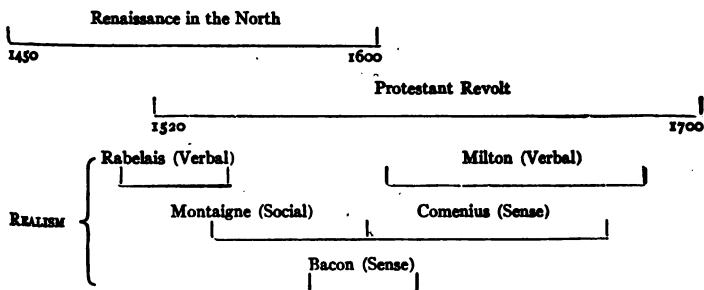 Renaissance in the North
1450 1600
Protestant Revolt
1520 1700
Rabelais (Verbal) Milton (Verbal)
Montaigne (Social) Comenius (Sense)
REALISM
Bacon (Sense)